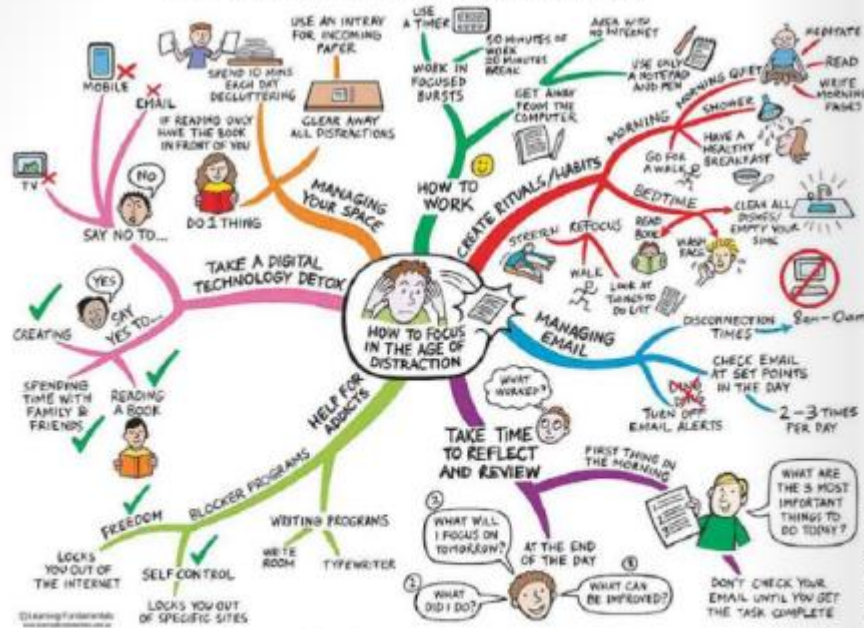 HOW TO FOCUS
IN THE AGE OF
DISTRACTION
MANAGING
YOUR SPACE
SPEND 10 MINS
EACH DAY
DECLUTTERING
USE AN INTRAY
FOR INCOMING
PAPER
CLEAR AWAY
ALL DISTRACTIONS
IF READING ONLY
HAVE THE BOOK
IN FRONT OF YOU
DO 1 THING
HOW TO
WORK
WORK IN
FOCUSED
BURSTS
USE
A TIMER
50 MINUTES OF
WORK
BREAK
GET AWAY
FROM THE
COMPUTER
AREA WITH
NO INTERNET
USE ONLY
A NOTEPAD
AND PEN
CREATE RITUALS/HABITS
MORNING
MORNING QUIET
MEDITATE
READ
WRITE
MORNING
PAGES
SHOWER
HAVE A
HEALTHY
BREAKFAST
GO FOR
A WALK
BEDTIME
CLEAN ALL
DISHES/
EMPTY YOUR
SINK
READ
BOOK
WASH
FACE
REFOCUS
STRETCH
WALK
LOOK AT
THINGS TO
DO LIST
MANAGING
EMAIL
DISCONNECTION
TIMES
CHECK EMAIL
AT SET POINTS
IN THE DAY
2-3 TIMES
PER DAY
TURN OFF
EMAIL ALERTS
TAKE TIME
TO REFLECT
AND REVIEW
WHAT
WORKED?
FIRST THING IN
THE MORNING
WHAT ARE
THE 3 MOST
IMPORTANT
THINGS TO
DO TODAY?
DON'T CHECK YOUR
EMAIL UNTIL YOU GET
THE TASK COMPLETE
AT THE END
OF THE DAY
WHAT
DID I DO?
WHAT WILL
I FOCUS ON
TOMORROW?
WHAT CAN
BE IMPROVED?
HELP FOR
ADDICTS
WRITING PROGRAMS
WRITE
ROOM
TYPEWRITER
BLOCKER PROGRAMS
FREEDOM
LOCKS
YOU OUT OF
THE INTERNET
SELF CONTROL
LOCKS YOU OUT
OF SPECIFIC SITES
TAKE A DIGITAL
TECHNOLOGY DETOX
SAY NO TO...
NO
TV
MOBILE
EMAIL
SAY
YES TO...
YES
CREATING
SPENDING
TIME WITH
FAMILY &
FRIENDS
READING
A BOOK
Learning Fundamentals